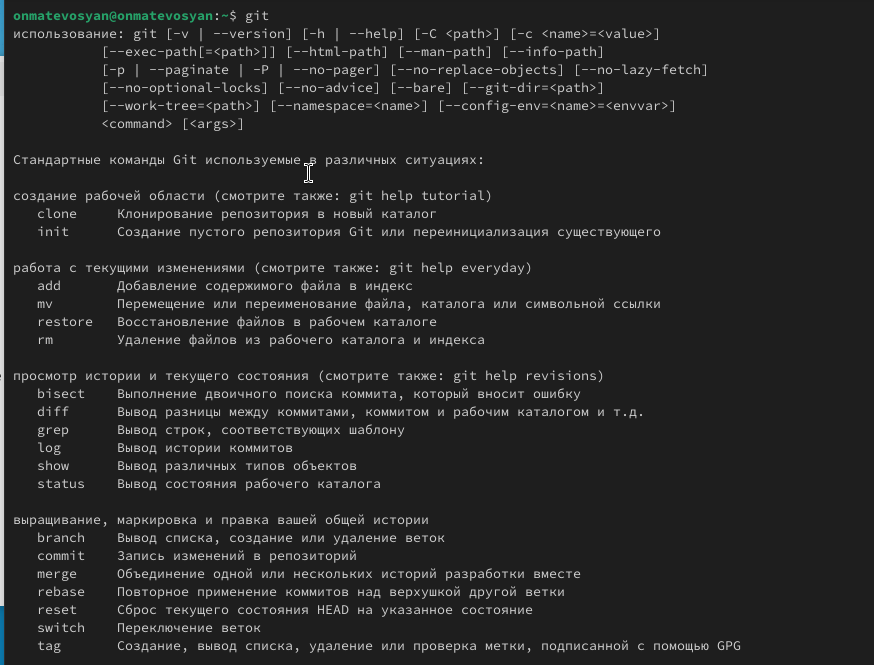 onmatevosyan@onmatevosyan:~$ git
использование: git [-v | --version] [-h | --help] [-C <path>] [-c <name>=<value>]
           [--exec-path[=<path>]] [--html-path] [--man-path] [--info-path]
           [-p | --paginate | -P | --no-pager] [--no-replace-objects] [--no-lazy-fetch]
           [--no-optional-locks] [--no-advice] [--bare] [--git-dir=<path>]
           [--work-tree=<path>] [--namespace=<name>] [--config-env=<name>=<envvar>]
           <command> [<args>]

Стандартные команды Git используемые в различных ситуациях:

создание рабочей области (смотрите также: git help tutorial)
   clone     Клонирование репозитория в новый каталог
   init      Создание пустого репозитория Git или переинициализация существующего

работа с текущими изменениями (смотрите также: git help everyday)
   add       Добавление содержимого файла в индекс
   mv        Перемещение или переименование файла, каталога или символьной ссылки
   restore   Восстановление файлов в рабочем каталоге
   rm        Удаление файлов из рабочего каталога и индекса

просмотр истории и текущего состояния (смотрите также: git help revisions)
   bisect    Выполнение двоичного поиска коммита, который вносит ошибку
   diff      Вывод разницы между коммитами, коммитом и рабочим каталогом и т.д.
   grep      Вывод строк, соответствующих шаблону
   log       Вывод истории коммитов
   show      Вывод различных типов объектов
   status    Вывод состояния рабочего каталога

выращивание, маркировка и правка вашей общей истории
   branch    Вывод списка, создание или удаление веток
   commit    Запись изменений в репозиторий
   merge     Объединение одной или нескольких историй разработки вместе
   rebase    Повторное применение коммитов над верхушкой другой ветки
   reset     Сброс текущего состояния HEAD на указанное состояние
   switch    Переключение веток
   tag       Создание, вывод списка, удаление или проверка метки, подписанной с помощью GPG